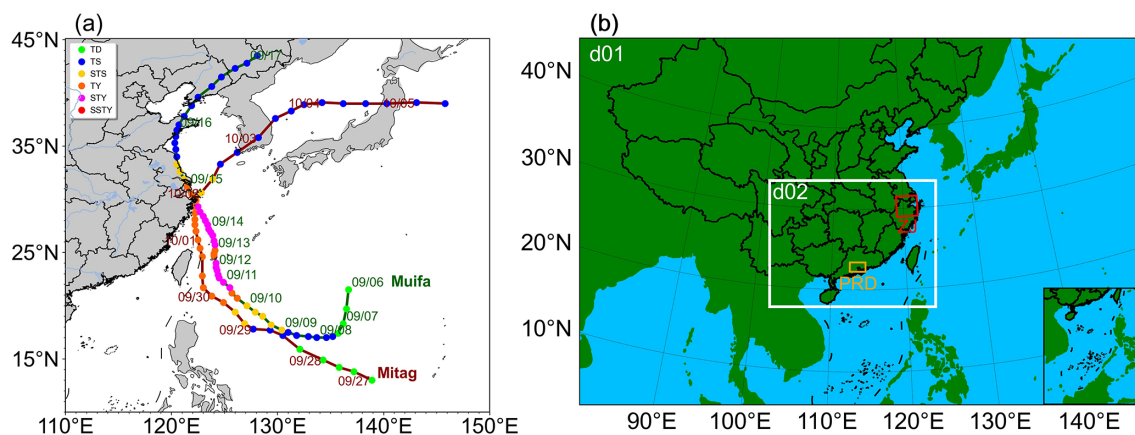 (a)
45°N
35°N
25°N
15°N
110°E
120°E
130°E
140°E
150°E
TD
TS
STS
TY
STY
SSTY
09/17
10/04
10/05
09/16
10/03
09/15
09/14
10/01
09/13
09/12
09/11
Muifa
09/06
09/30
09/10
09/07
09/29
09/09
09/08
09/28
Mitag
09/27
(b)
d01
40°N
30°N
20°N
10°N
d02
ZJ
PRD
90°E
100°E
110°E
120°E
130°E
140°E